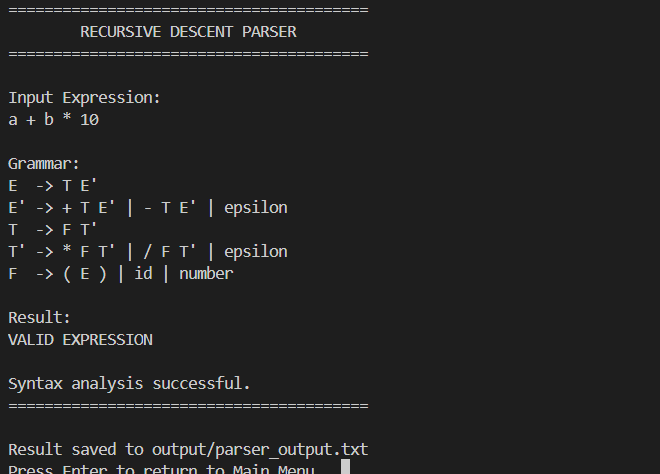 ========================================
RECURSIVE DESCENT PARSER
========================================
Input Expression:
a + b * 10
Grammar:
E  -> T E'
E' -> + T E' | - T E' | epsilon
T  -> F T'
T' -> * F T' | / F T' | epsilon
F  -> ( E ) | id | number
Result:
VALID EXPRESSION
Syntax analysis successful.
========================================
Result saved to output/parser_output.txt
Press Enter to return to Main Menu...